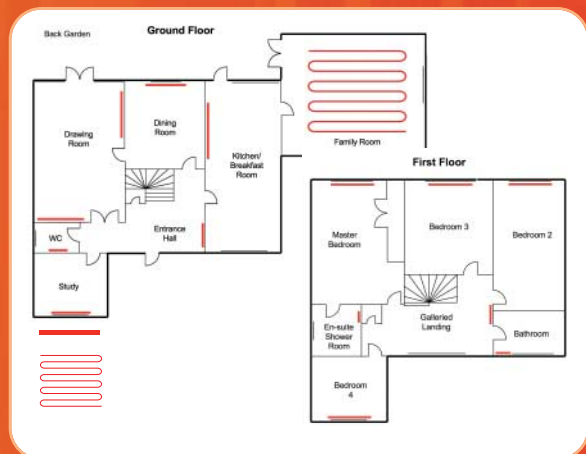 Back Garden
Ground Floor
Drawing
Room
Dining
Room
Kitchen/
Breakfast
Room
Family Room
WC
Entrance
Hall
Study
First Floor
Master
Bedroom
Bedroom 3
Bedroom 2
En-suite
Shower
Room
Galleried
Landing
Bathroom
Bedroom
4